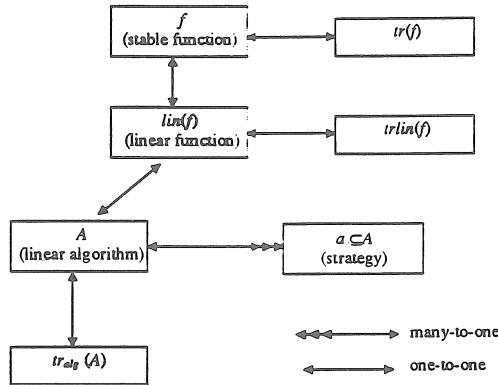 f
(stable function)
tr(f)
lin(f)
(linear function)
trlin(f)
A
(linear algorithm)
a ⊆A
(strategy)
tr_alg (A)
many-to-one
one-to-one